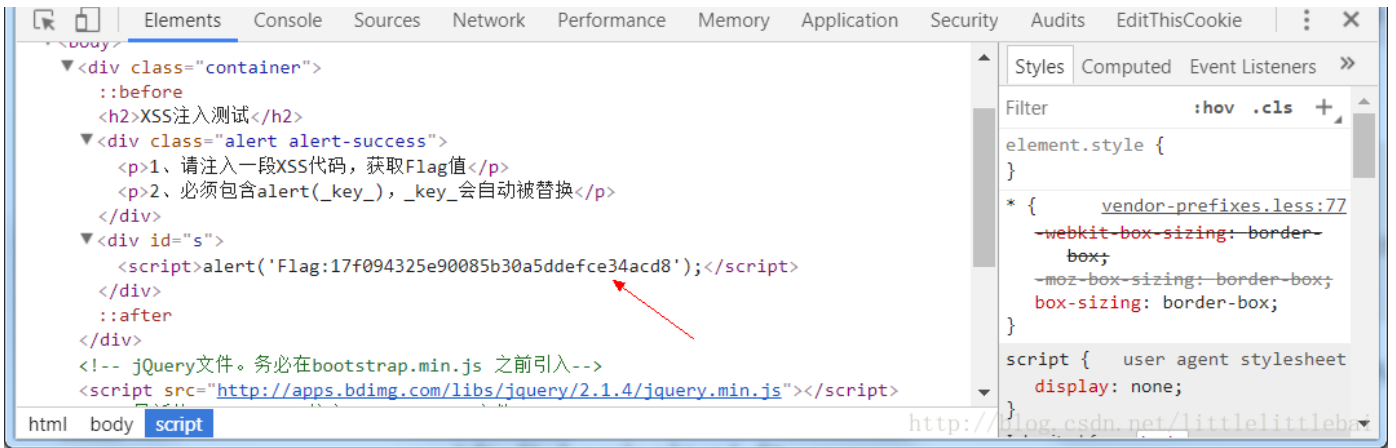 Elements Console Sources Network Performance Memory Application Security Audits EditThisCookie
<body>
<div class="container">
::before
<h2>XSS注入测试</h2>
<div class="alert alert-success">
<p>1、请注入一段XSS代码，获取Flag值</p>
<p>2、必须包含alert(_key_)，_key_会自动被替换</p>
</div>
<div id="s">
<script>alert('Flag:17f094325e90085b30a5ddefce34acd8');</script>
</div>
::after
</div>
<!-- jQuery文件。务必在bootstrap.min.js 之前引入-->
<script src="http://apps.bdimg.com/libs/jquery/2.1.4/jquery.min.js"></script>
html body script
Styles Computed Event Listeners
Filter :hov .cls
element.style {
}
* { vendor-prefixes.less:77
-webkit-box-sizing: border-
box;
-moz-box-sizing: border-box;
box-sizing: border-box;
}
script { user agent stylesheet
display: none;
}
http://blog.csdn.net/littlelittlebai